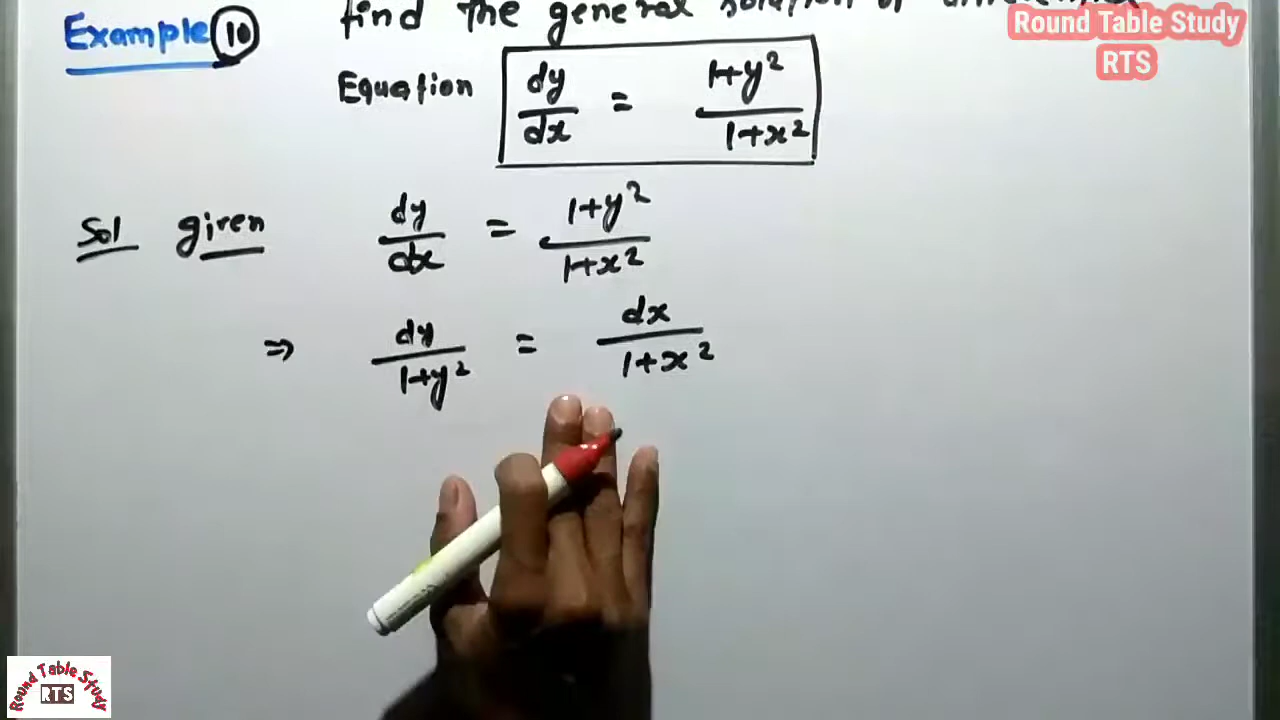 Example 10 find the general solution of differential
Equation dy/dx = 1+y²/1+x²
Sol given dy/dx = 1+y²/1+x²
⇒ dy/1+y² = dx/1+x²
Round Table Study
RTS
Round Table Study
RTS